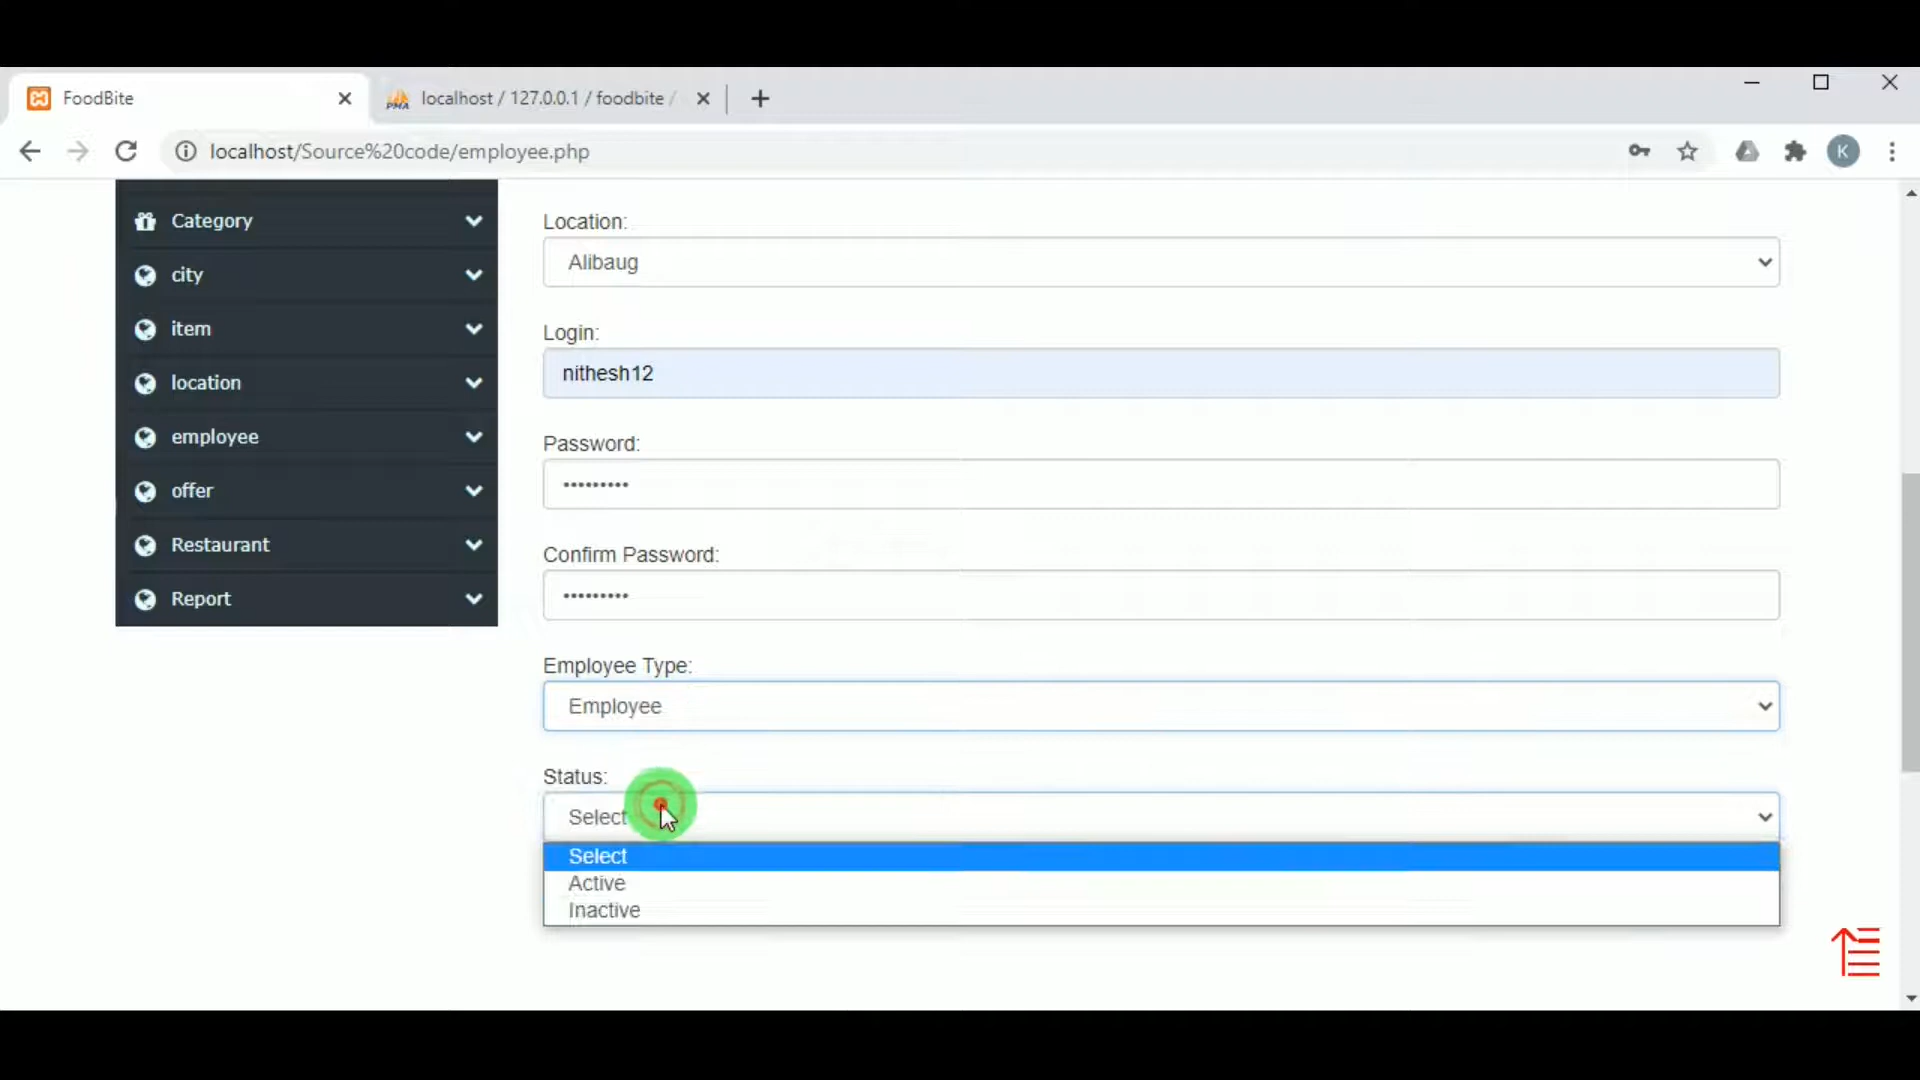 FoodBite
localhost / 127.0.0.1 / foodbite /
localhost/Source%20code/employee.php
K
Category
city
item
location
employee
offer
Restaurant
Report
Location:
Alibaug
Login:
nithesh12
Password:
•••••••••
Confirm Password:
•••••••••
Employee Type:
Employee
Status:
Select
Select
Active
Inactive